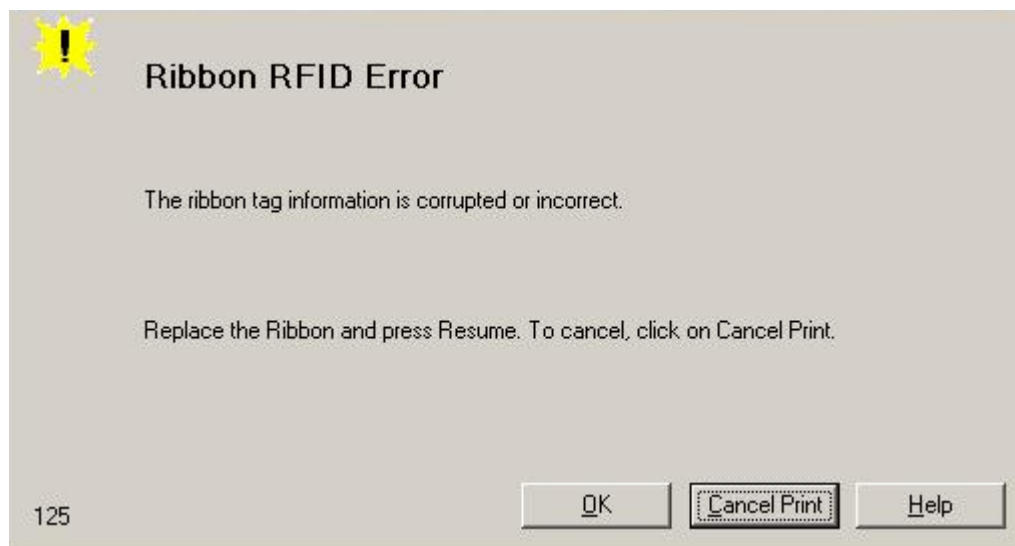 !
Ribbon RFID Error
The ribbon tag information is corrupted or incorrect.
Replace the Ribbon and press Resume. To cancel, click on Cancel Print.
125
OK
Cancel Print
Help